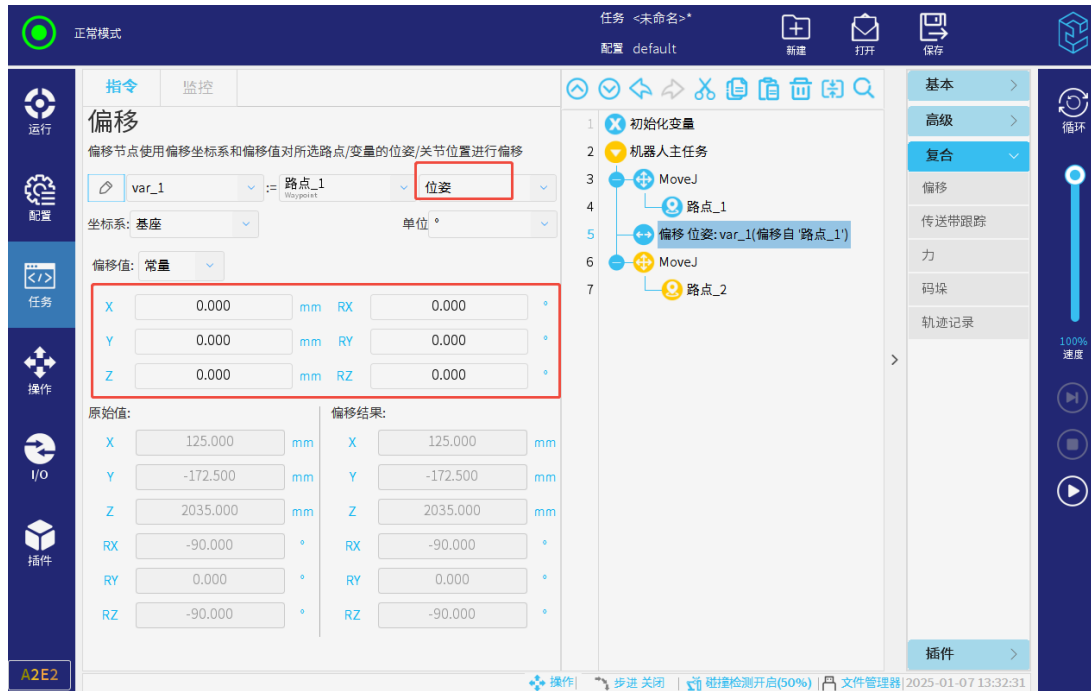 正常模式
任务 <未命名>*
配置 default
新建 打开 保存
运行
配置
任务
操作
I/O
插件
A2E2
指令 监控
偏移
偏移节点使用偏移坐标系和偏移值对所选路点/变量的位姿/关节位置进行偏移
var_1 := 路点_1 位姿
Waypoint
坐标系: 基座 单位 °
偏移值: 常量
X 0.000 mm RX 0.000 °
Y 0.000 mm RY 0.000 °
Z 0.000 mm RZ 0.000 °
原始值: 偏移结果:
X 125.000 mm X 125.000 mm
Y -172.500 mm Y -172.500 mm
Z 2035.000 mm Z 2035.000 mm
RX -90.000 ° RX -90.000 °
RY 0.000 ° RY 0.000 °
RZ -90.000 ° RZ -90.000 °
1 初始化变量
2 机器人主任务
3 MoveJ
4 路点_1
5 偏移 位姿: var_1(偏移自 '路点_1')
6 MoveJ
7 路点_2
基本
高级
复合
偏移
传送带跟踪
力
码垛
轨迹记录
插件
循环
100%
速度
操作 步进 关闭 碰撞检测开启(50%) 文件管理器 2025-01-07 13:32:31